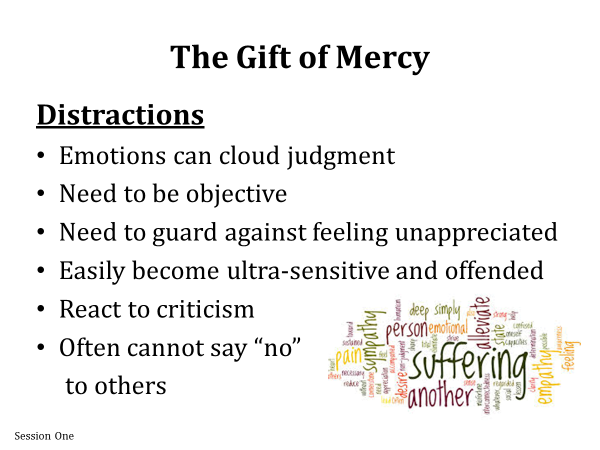 The Gift of Mercy
Distractions
• Emotions can cloud judgment
• Need to be objective
• Need to guard against feeling unappreciated
• Easily become ultra-sensitive and offended
• React to criticism
• Often cannot say “no”
to others
deep simply
person emotional
alleviate
sympathy
pain
suffering
desire
another
empathy
feeling
state
Session One